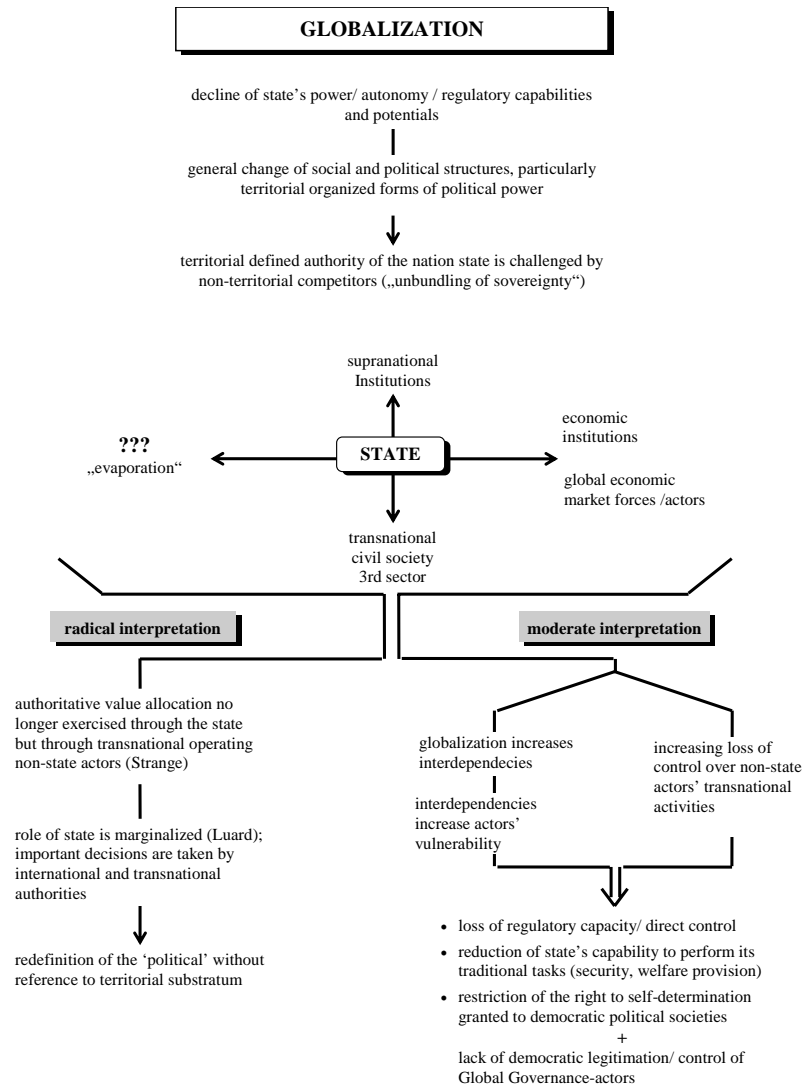 GLOBALIZATION
decline of state’s power/ autonomy / regulatory capabilities
and potentials
general change of social and political structures, particularly
territorial organized forms of political power
territorial defined authority of the nation state is challenged by
non-territorial competitors („unbundling of sovereignty“)
supranational
Institutions
???
„evaporation“
STATE
economic
institutions
global economic
market forces /actors
transnational
civil society
3rd sector
radical interpretation
authoritative value allocation no
longer exercised through the state
but through transnational operating
non-state actors (Strange)
role of state is marginalized (Luard);
important decisions are taken by
international and transnational
authorities
redefinition of the ‘political’ without
reference to territorial substratum
moderate interpretation
globalization increases
interdependecies
interdependencies
increase actors’
vulnerability
increasing loss of
control over non-state
actors’ transnational
activities
• loss of regulatory capacity/ direct control
• reduction of state’s capability to perform its
traditional tasks (security, welfare provision)
• restriction of the right to self-determination
granted to democratic political societies
+
lack of democratic legitimation/ control of
Global Governance-actors